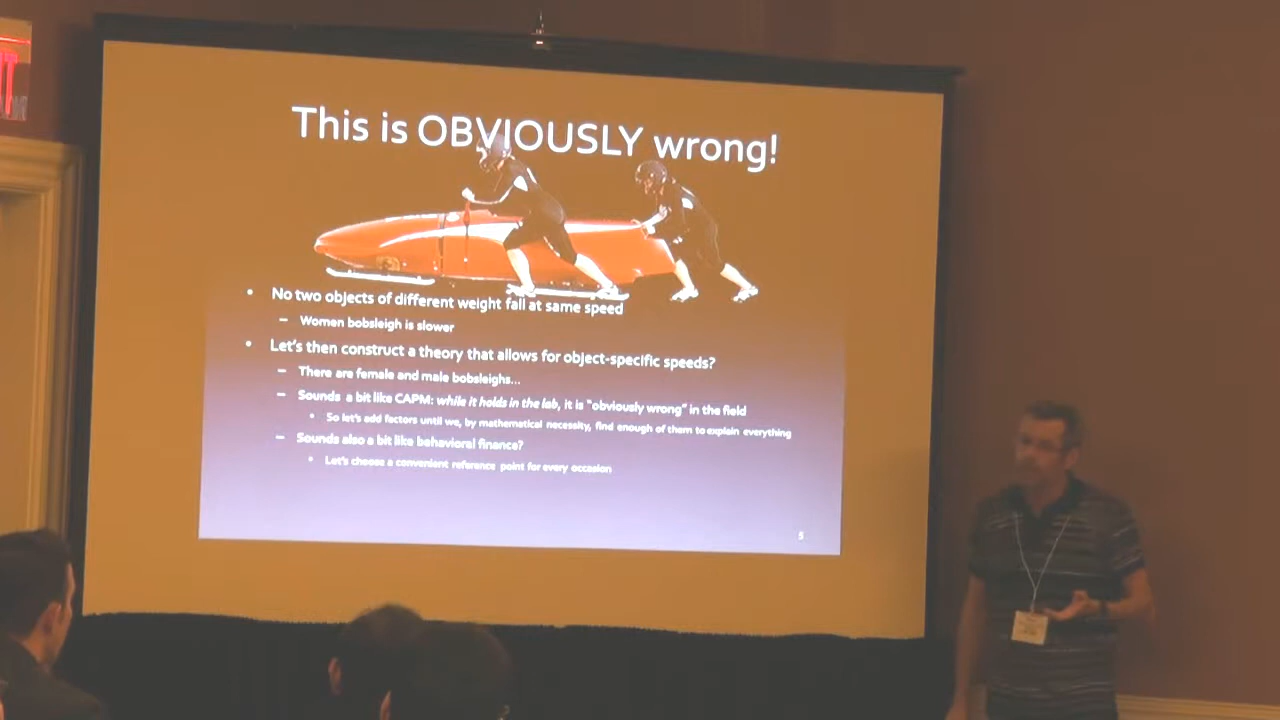 This is OBVIOUSLY wrong!
• No two objects of different weight fall at same speed
– Women bobsleigh is slower
• Let's then construct a theory that allows for object-specific speeds?
– There are female and male bobsleighs...
– Sounds a bit like CAPM: while it holds in the lab, it is "obviously wrong" in the field
• So let's add factors until we, by mathematical necessity, find enough of them to explain everything
– Sounds also a bit like behavioral finance?
• Let's choose a convenient reference point for every occasion
5